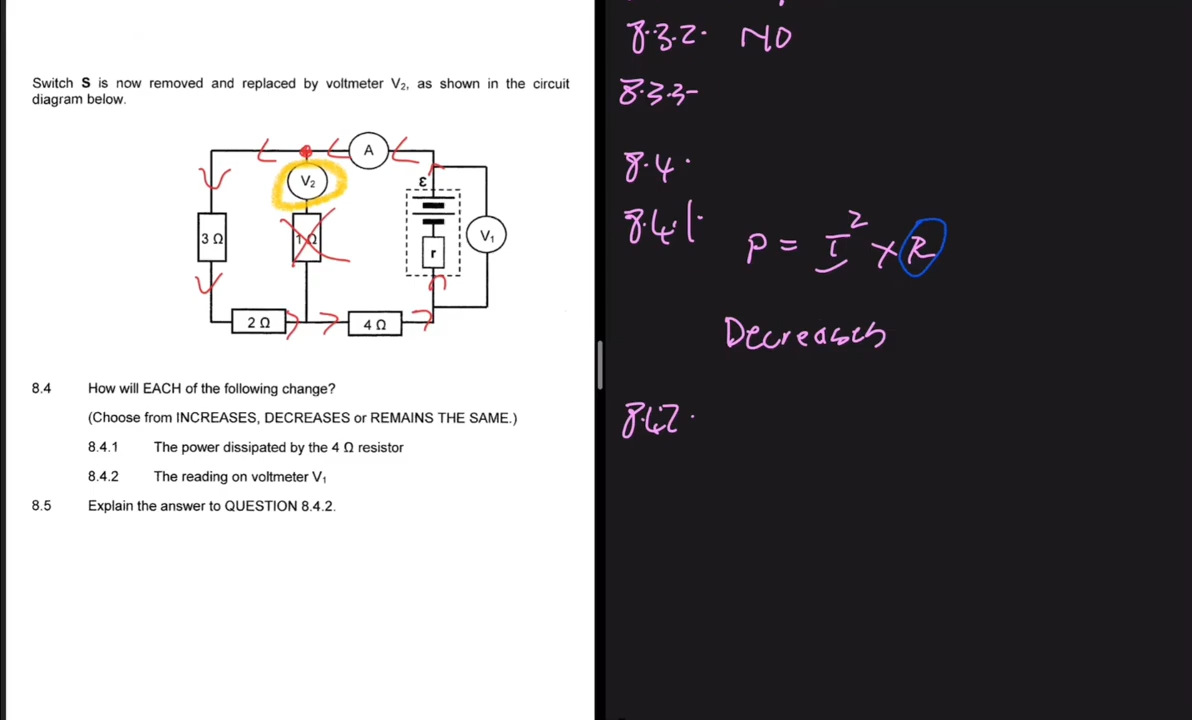 Switch S is now removed and replaced by voltmeter V₂, as shown in the circuit
diagram below.
A
V₂
ε
3 Ω
1 Ω
V₁
r
2 Ω
4 Ω
8.4 How will EACH of the following change?
(Choose from INCREASES, DECREASES or REMAINS THE SAME.)
8.4.1 The power dissipated by the 4 Ω resistor
8.4.2 The reading on voltmeter V₁
8.5 Explain the answer to QUESTION 8.4.2.
8.3.2. NO
8.3.3-
8.4.
8.4.1.
P = I² × R
Decreases
8.4.2.